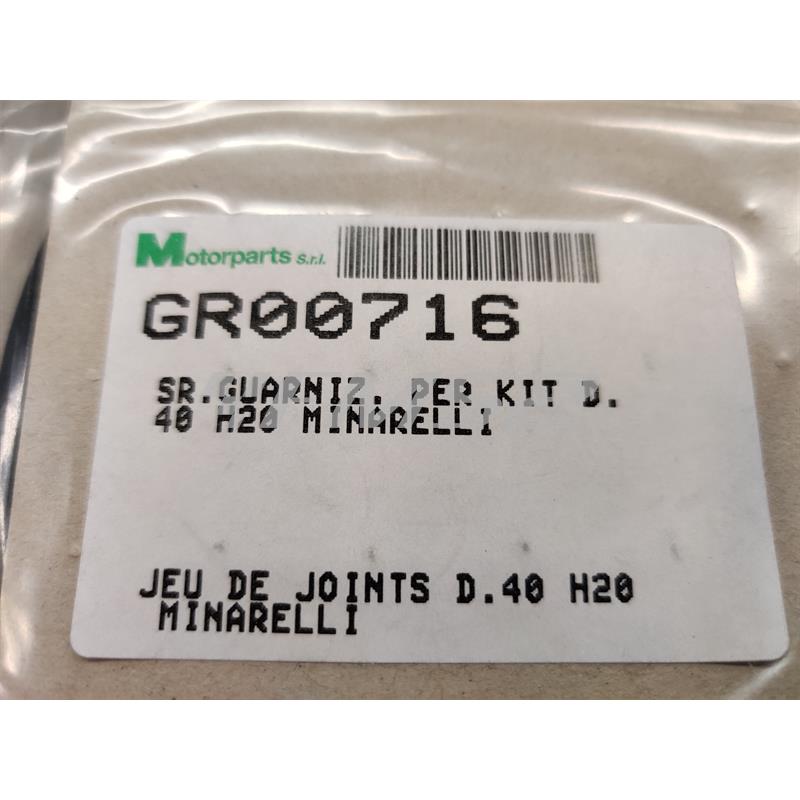 Motorparts s.r.l.
GR00716
SR.GUARNIZ. PER KIT D.
40 H20 MINARELLI
JEU DE JOINTS D.40 H20
MINARELLI